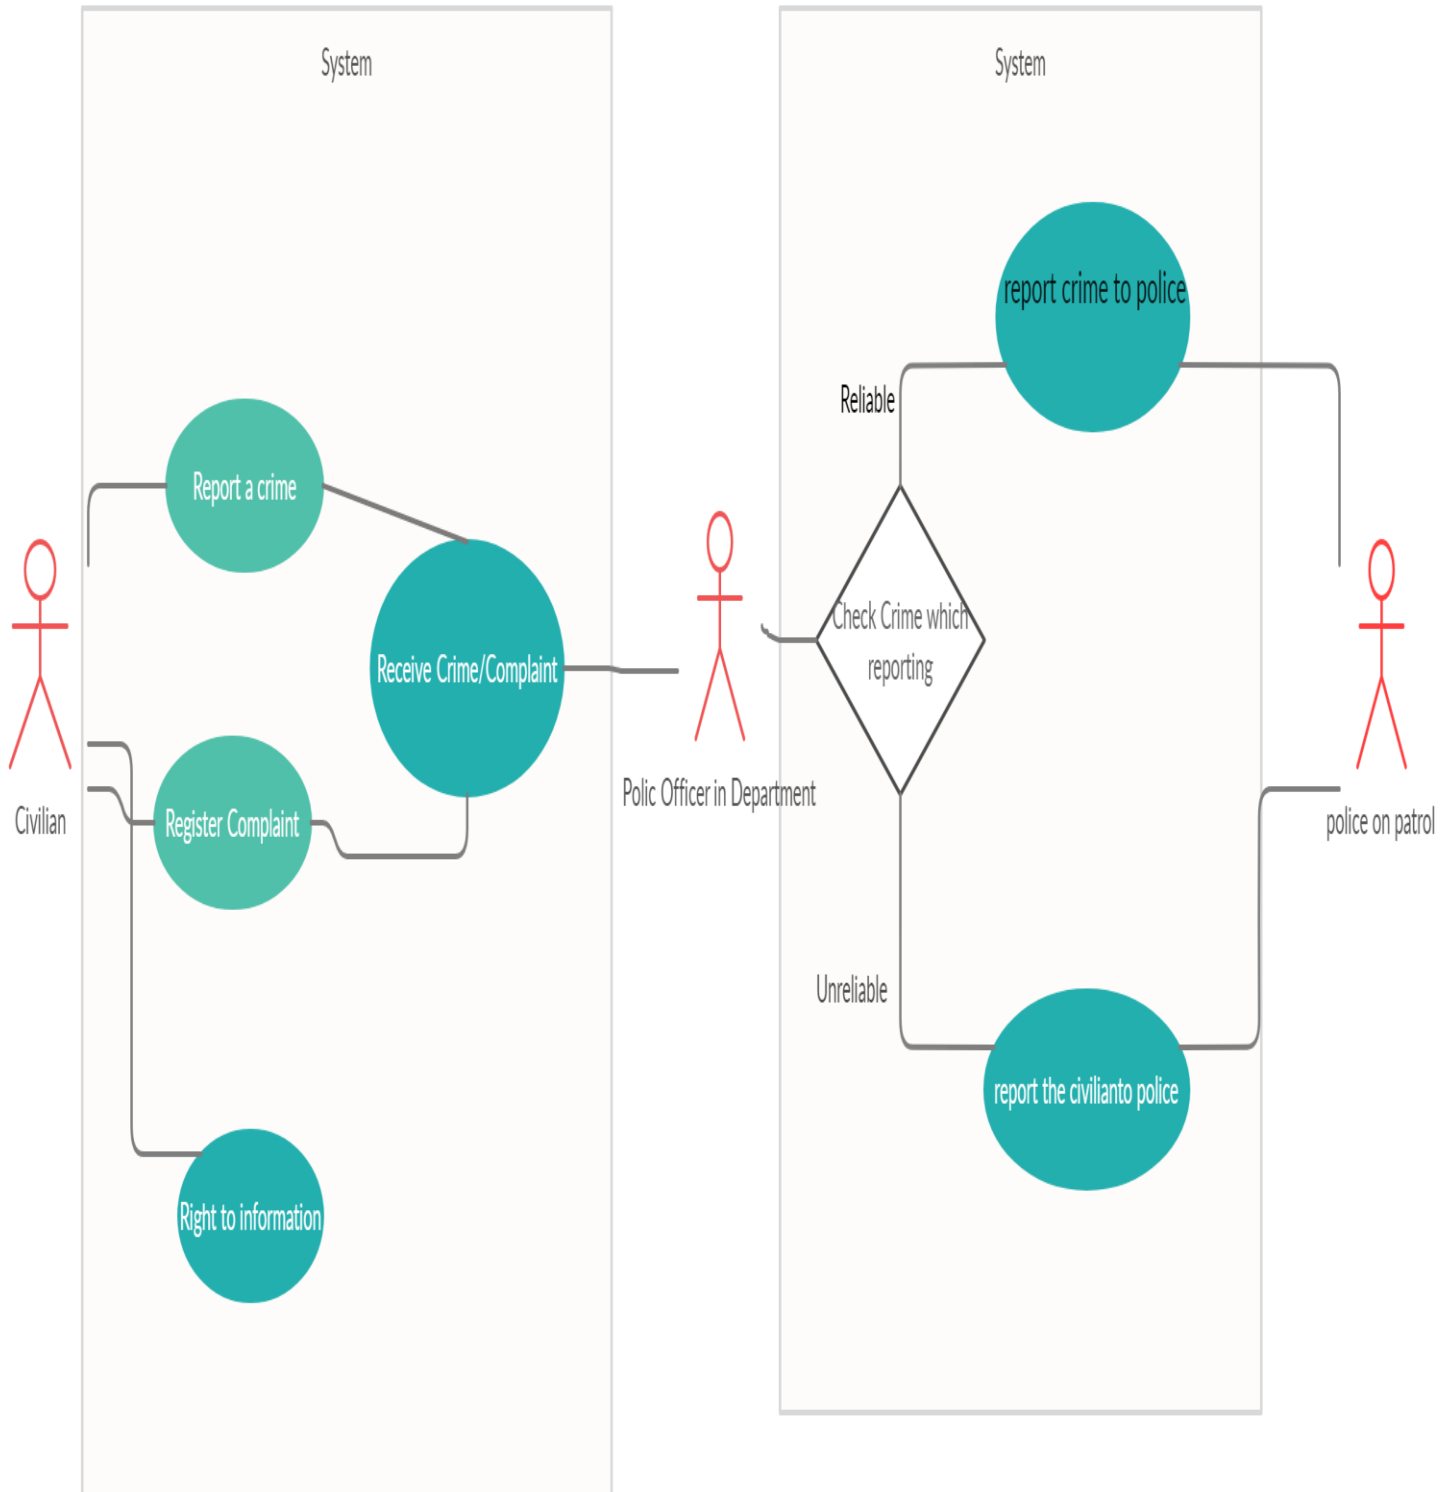 System
System
report crime to police
Reliable
Report a crime
Check Crime which
reporting
Receive Crime/Complaint
Polic Officer in Department
Register Complaint
Civilian
police on patrol
Unreliable
report the civilianto police
Right to information